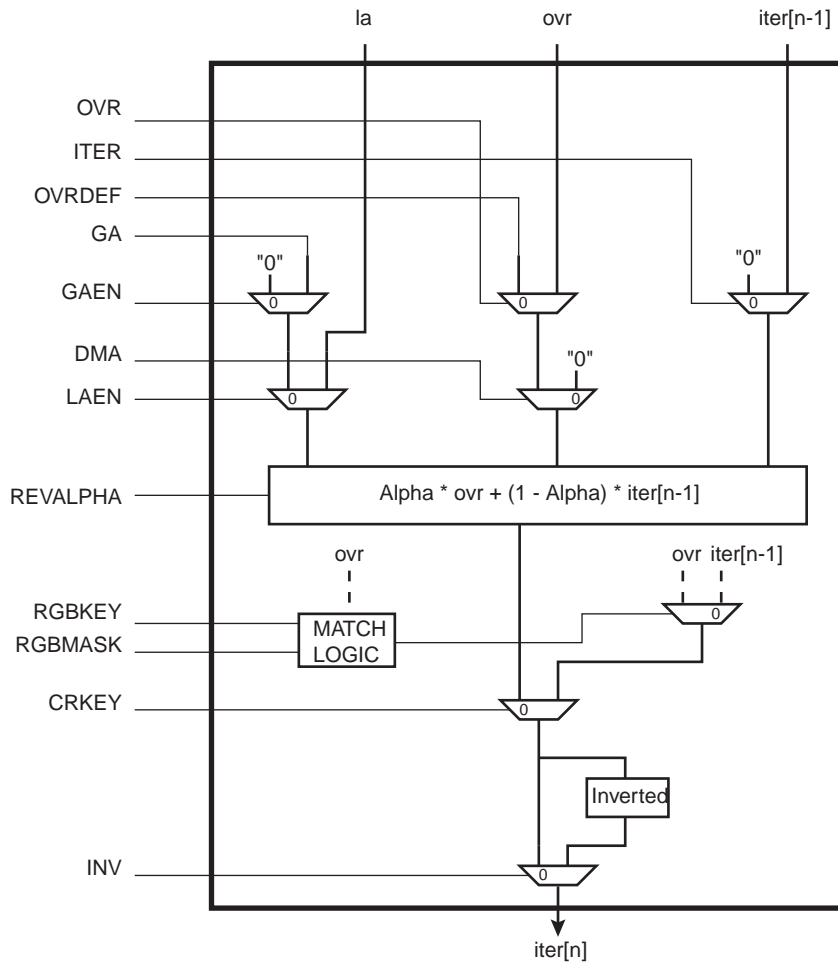 la ovr iter[n-1]
OVR
ITER
OVRDEF
GA
"0" "0"
GAEN 0 0 0
DMA
"0"
LAEN 0 0
REVALPHA Alpha * ovr + (1 - Alpha) * iter[n-1]
ovr ovr iter[n-1]
RGBKEY 0
MATCH
RGBMASK LOGIC
CRKEY 0
Inverted
INV 0
iter[n]